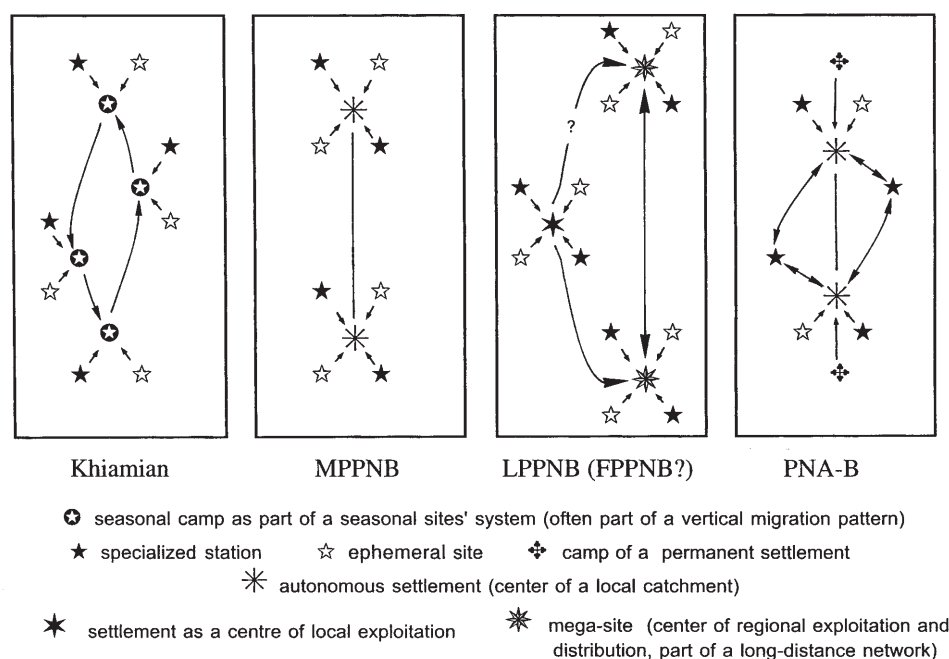 ?
Khiamian
MPPNB
LPPNB (FPPNB?)
PNA-B
seasonal camp as part of a seasonal sites' system (often part of a vertical migration pattern)
specialized station
ephemeral site
camp of a permanent settlement
autonomous settlement (center of a local catchment)
settlement as a centre of local exploitation
mega-site (center of regional exploitation and
distribution, part of a long-distance network)